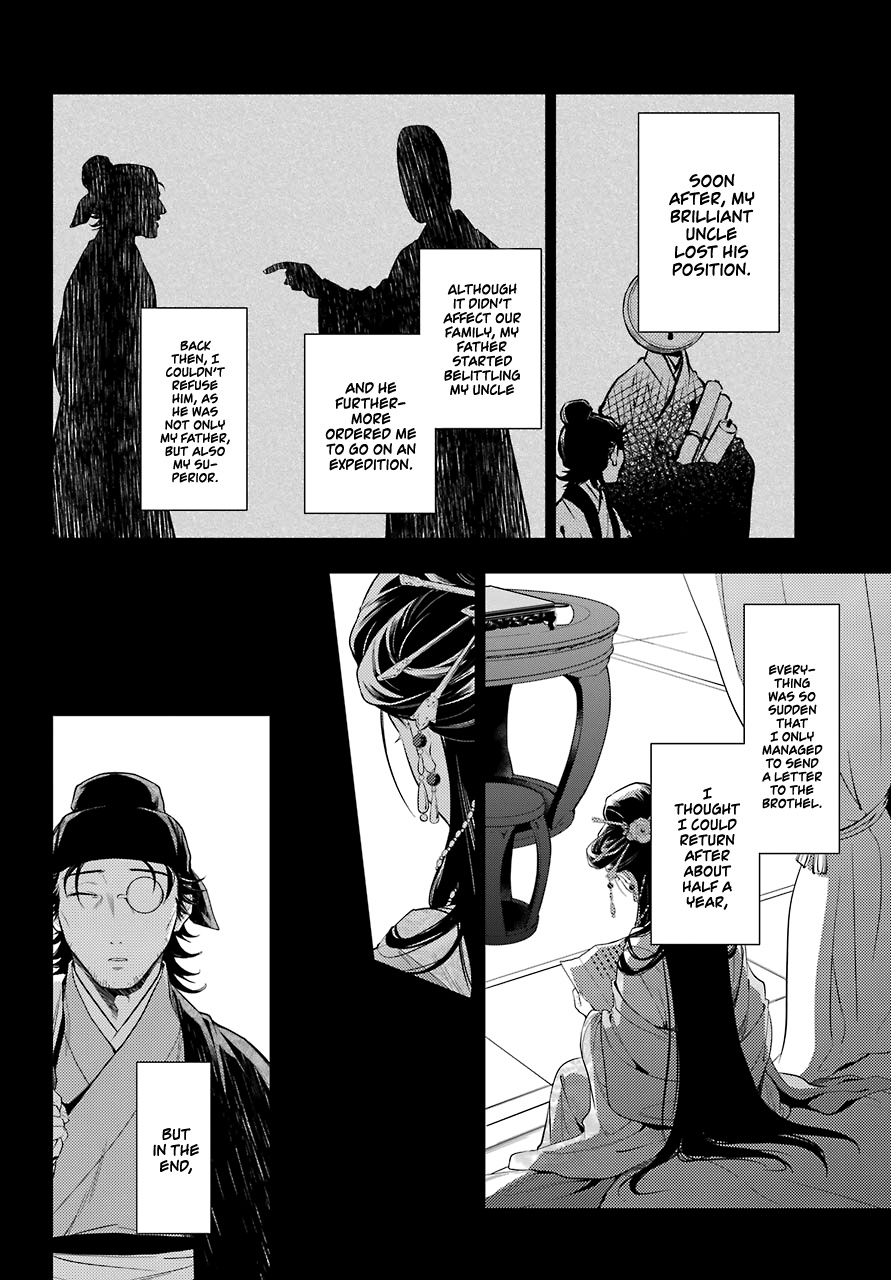 SOON
AFTER, MY
BRILLIANT
UNCLE
LOST HIS
POSITION.
ALTHOUGH
IT DIDN'T
AFFECT OUR
FAMILY, MY
FATHER
STARTED
BELITTLING
MY UNCLE
AND HE
FURTHER-
MORE
ORDERED ME
TO GO ON AN
EXPEDITION.
BACK
THEN, I
COULDN'T
REFUSE
HIM, AS
HE WAS
NOT ONLY
MY FATHER,
BUT ALSO
MY SU-
PERIOR.
EVERY-
THING
WAS SO
SUDDEN
THAT
I ONLY
MANAGED
TO SEND
A LETTER
TO THE
BROTHEL.
I
THOUGHT
I COULD
RETURN
AFTER
ABOUT
HALF A
YEAR,
BUT
IN THE
END,